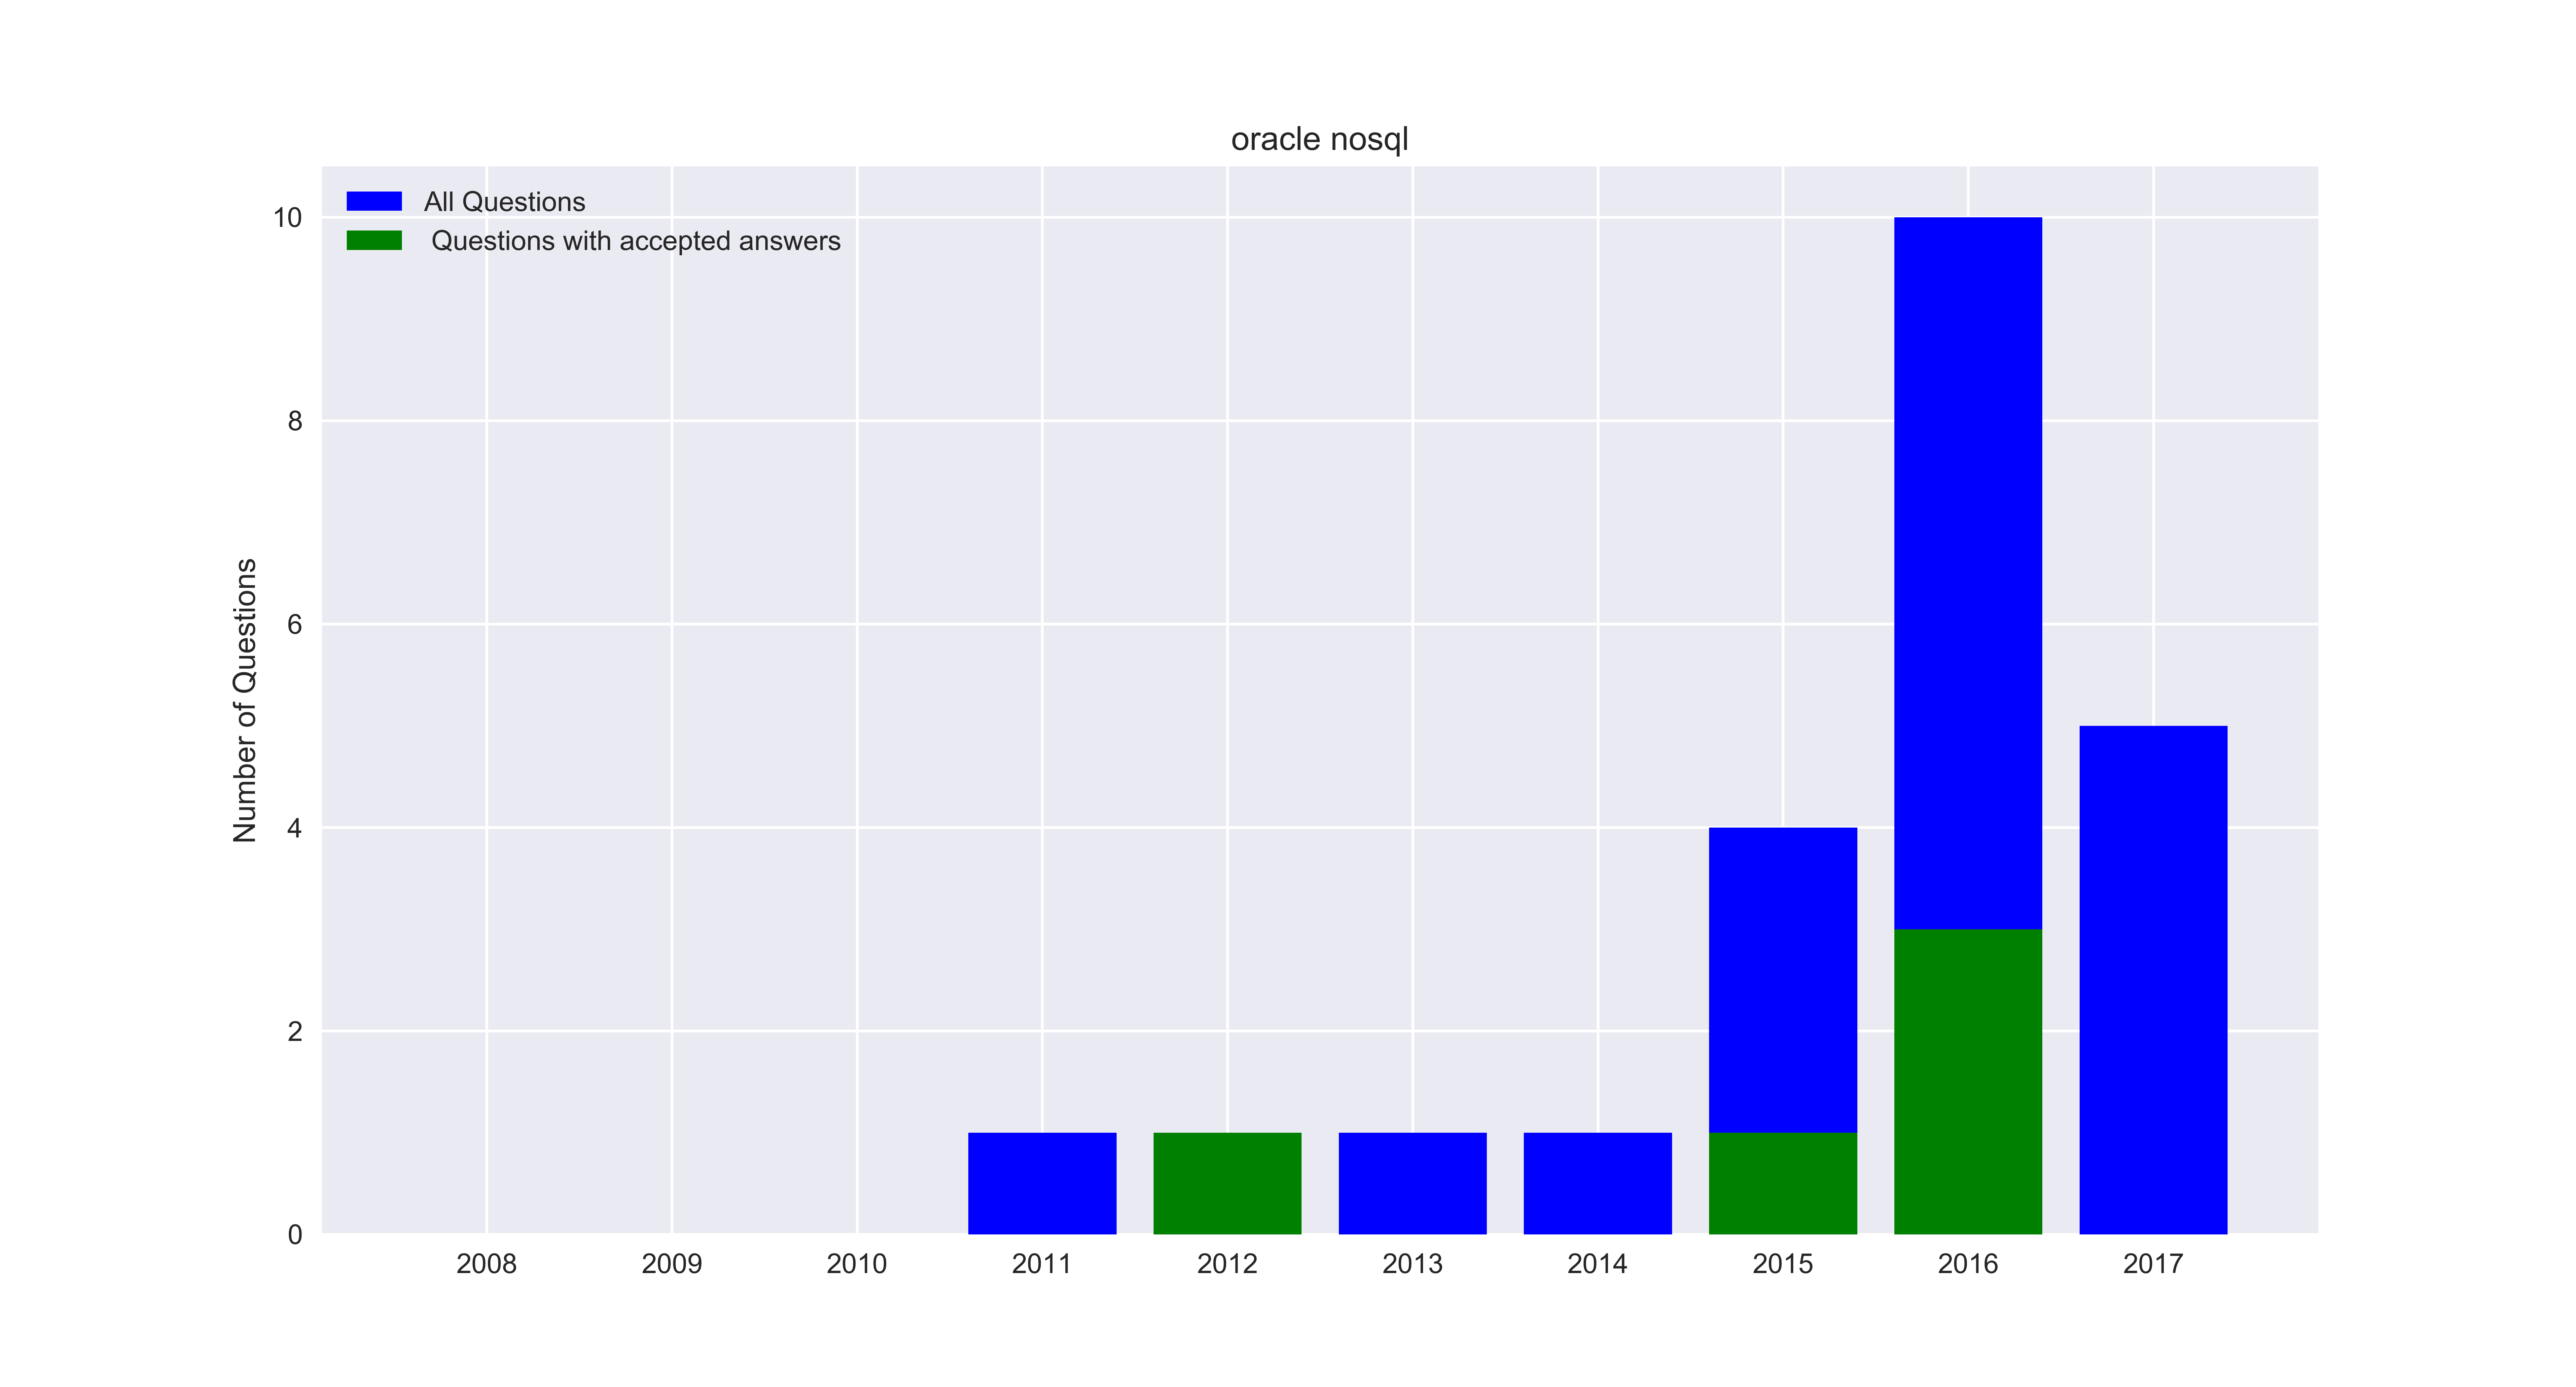 oracle nosql
All Questions
Questions with accepted answers
Number of Questions
10
8
6
4
2
0
2008 2009 2010 2011 2012 2013 2014 2015 2016 2017